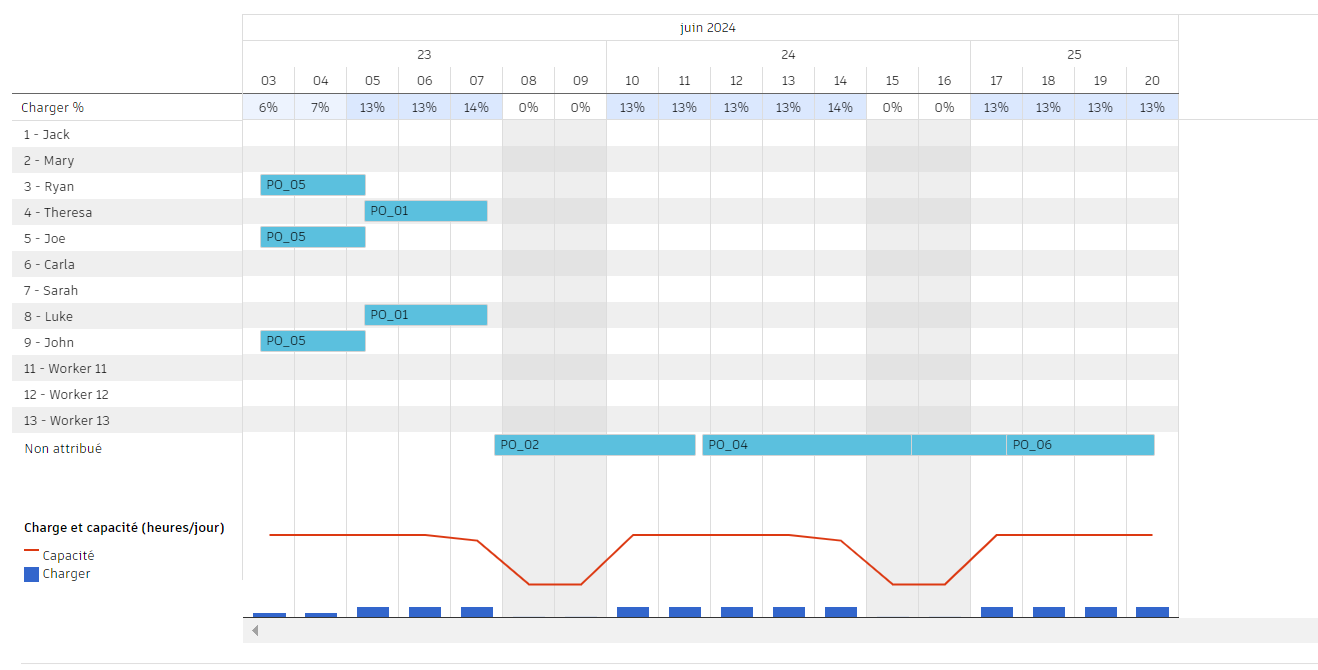 juin 2024
23 24 25
03 04 05 06 07 08 09 10 11 12 13 14 15 16 17 18 19 20
Charger % 6% 7% 13% 13% 14% 0% 0% 13% 13% 13% 13% 14% 0% 0% 13% 13% 13% 13%
1 - Jack
2 - Mary
3 - Ryan PO_05
4 - Theresa PO_01
5 - Joe PO_05
6 - Carla
7 - Sarah
8 - Luke PO_01
9 - John PO_05
11 - Worker 11
12 - Worker 12
13 - Worker 13
Non attribué PO_02 PO_04 PO_06
Charge et capacité (heures/jour)
Capacité
Charger